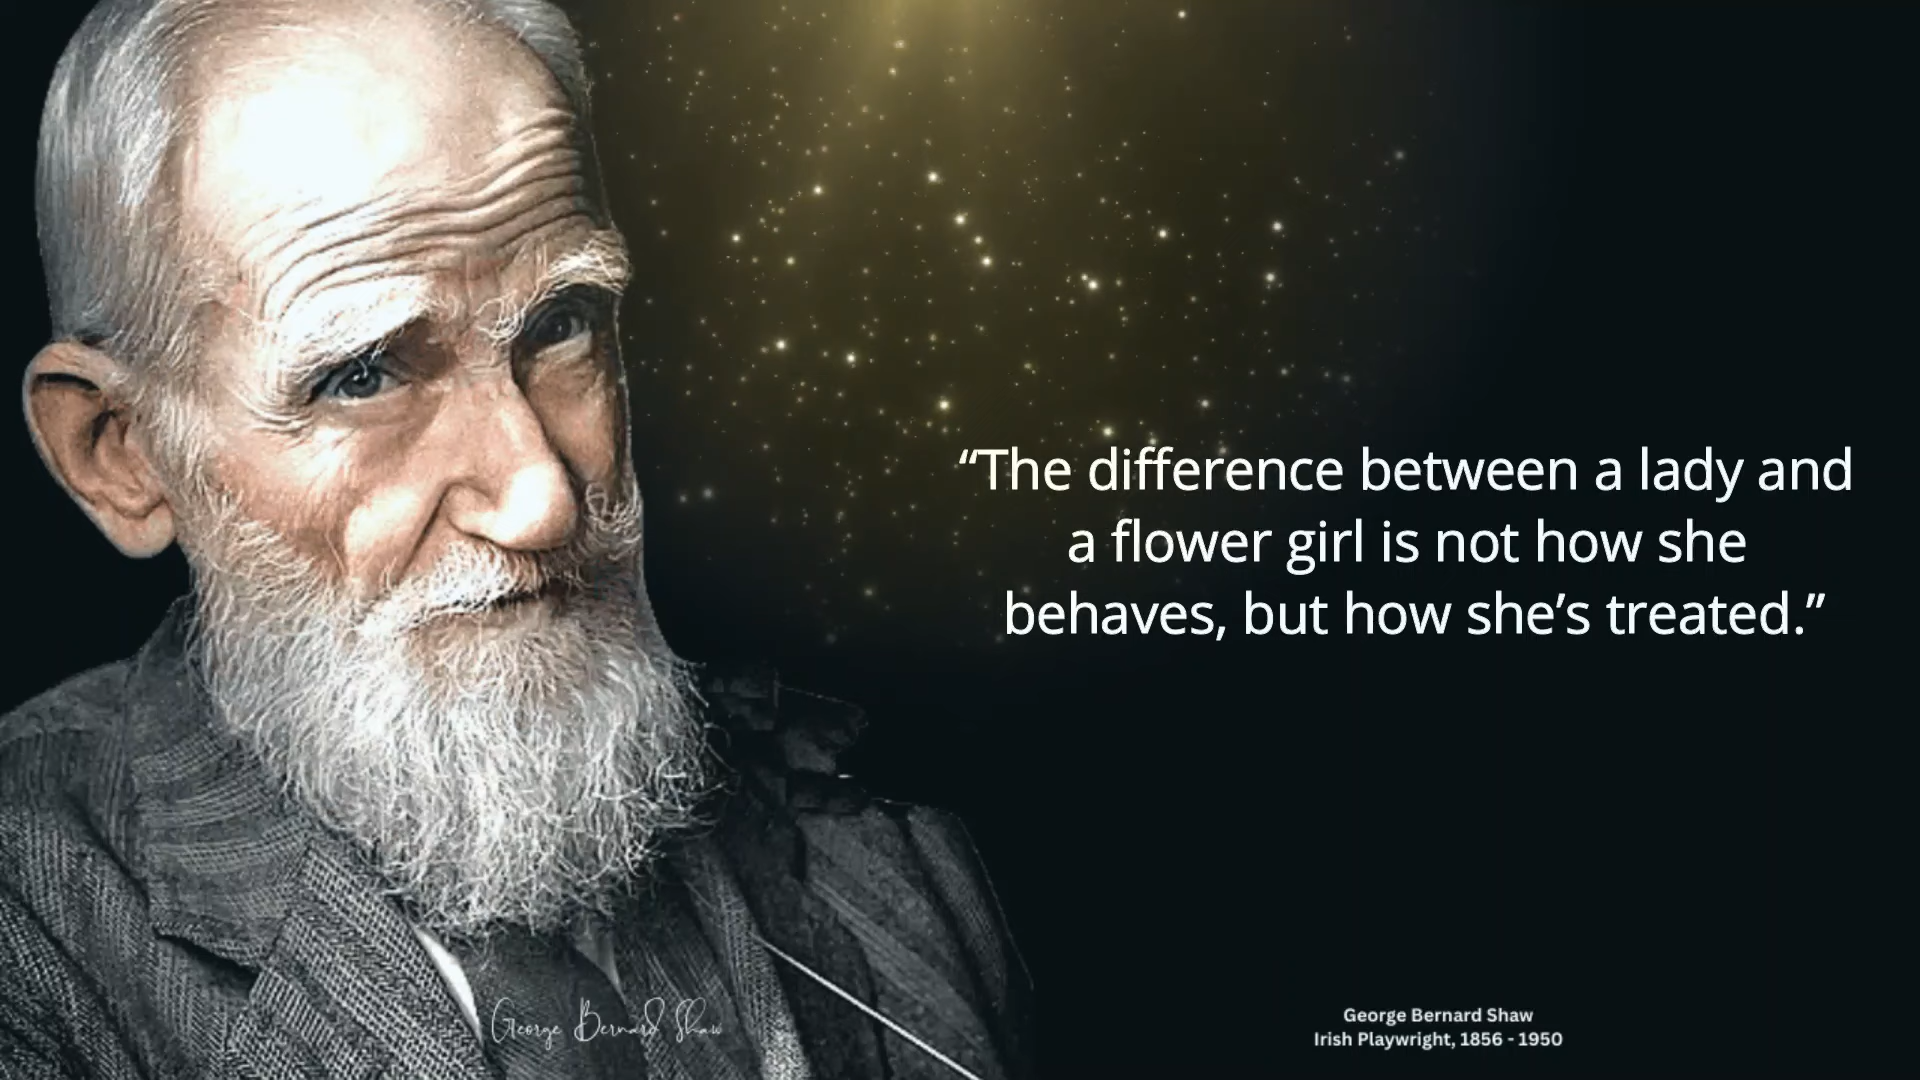 “The difference between a lady and
a flower girl is not how she
behaves, but how she’s treated.”
George Bernard Shaw
George Bernard Shaw
Irish Playwright, 1856 - 1950